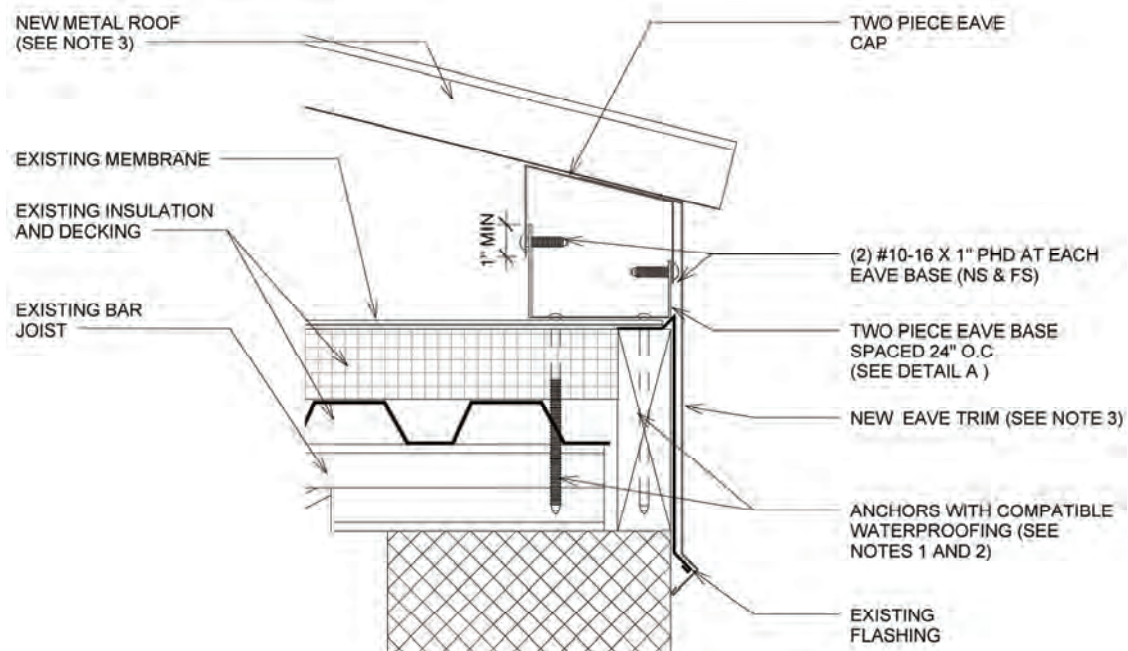 NEW METAL ROOF
(SEE NOTE 3)
EXISTING MEMBRANE
EXISTING INSULATION
AND DECKING
EXISTING BAR
JOIST
1" MIN
TWO PIECE EAVE
CAP
(2) #10-16 X 1" PHD AT EACH
EAVE BASE (NS & FS)
TWO PIECE EAVE BASE
SPACED 24" O.C.
(SEE DETAIL A )
NEW EAVE TRIM (SEE NOTE 3)
ANCHORS WITH COMPATIBLE
WATERPROOFING (SEE
NOTES 1 AND 2)
EXISTING
FLASHING